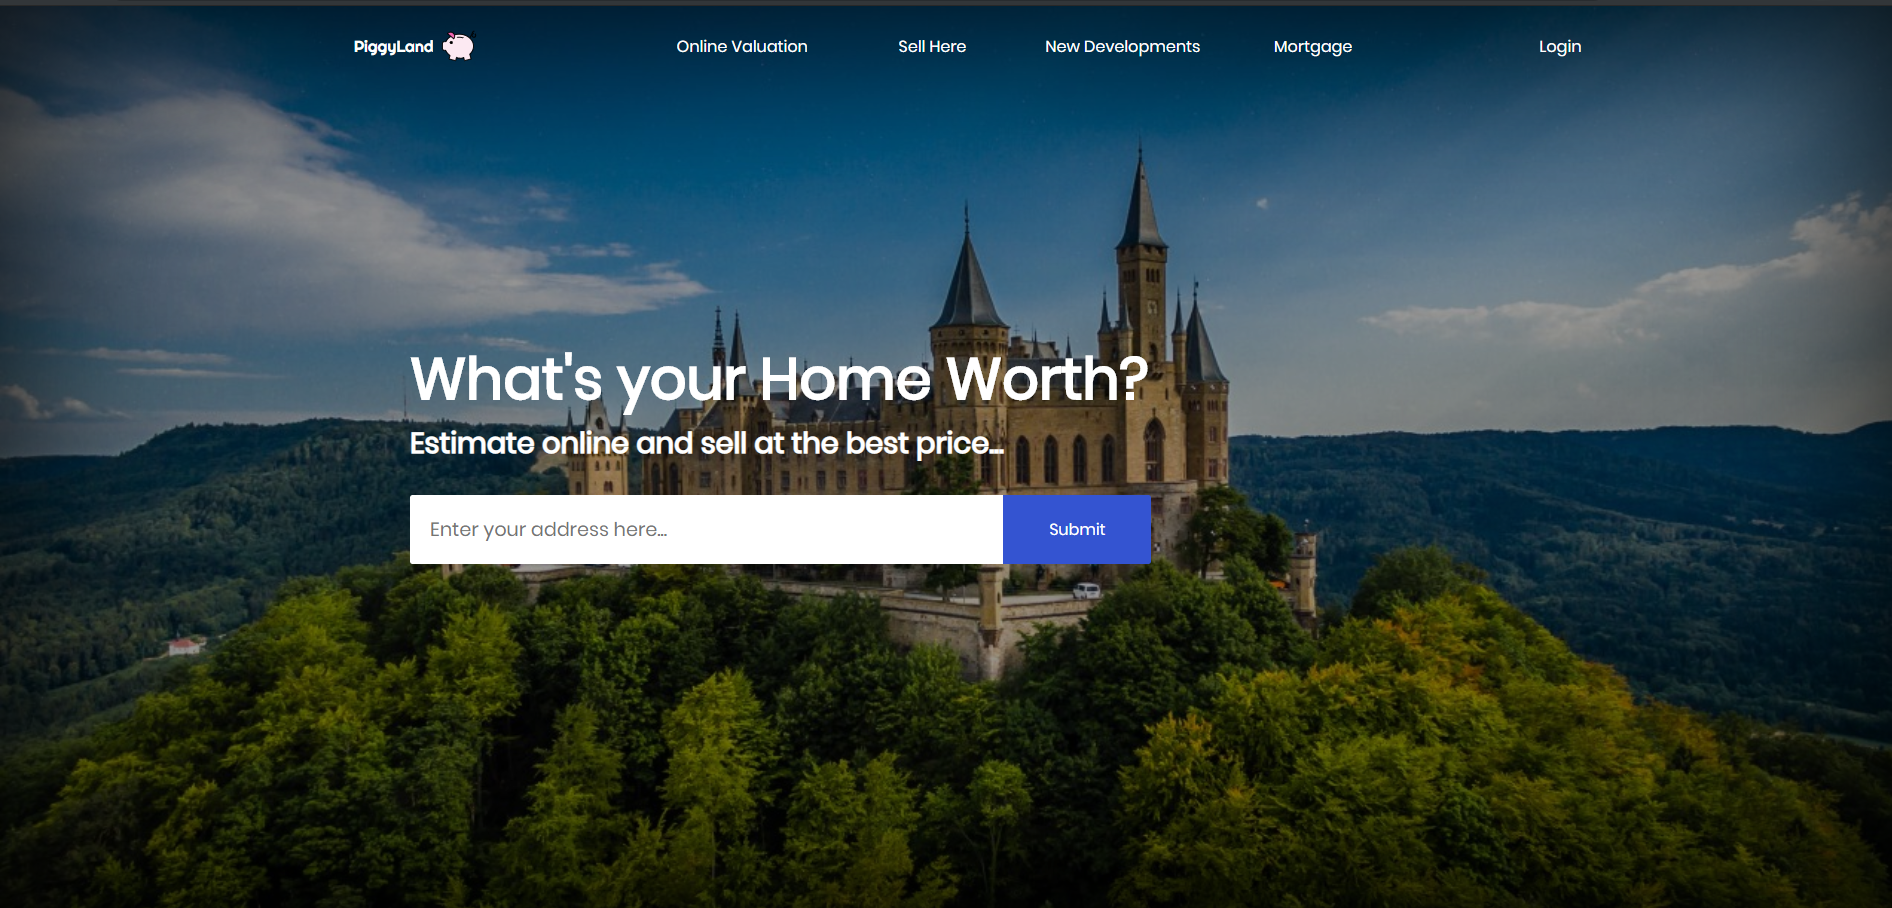 PiggyLand
Online Valuation
Sell Here
New Developments
Mortgage
Login
What's your Home Worth?
Estimate online and sell at the best price...
Enter your address here...
Submit